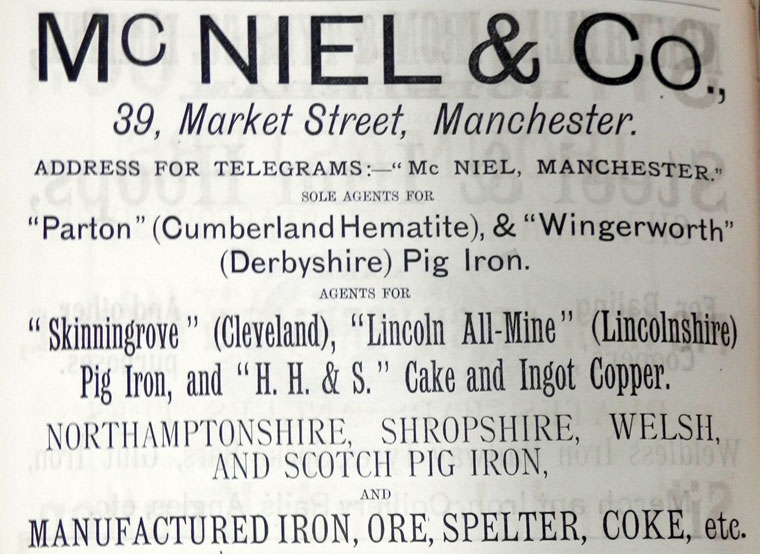 Mc NIEL & Co.,
39, Market Street, Manchester.
ADDRESS FOR TELEGRAMS:—"Mc NIEL, MANCHESTER."
SOLE AGENTS FOR
"Parton" (Cumberland Hematite), & "Wingerworth"
(Derbyshire) Pig Iron.
AGENTS FOR
"Skinningrove" (Cleveland), "Lincoln All-Mine" (Lincolnshire)
Pig Iron, and "H. H. & S." Cake and Ingot Copper.
NORTHAMPTONSHIRE, SHROPSHIRE, WELSH,
AND SCOTCH PIG IRON,
AND
MANUFACTURED IRON, ORE, SPELTER, COKE, etc.